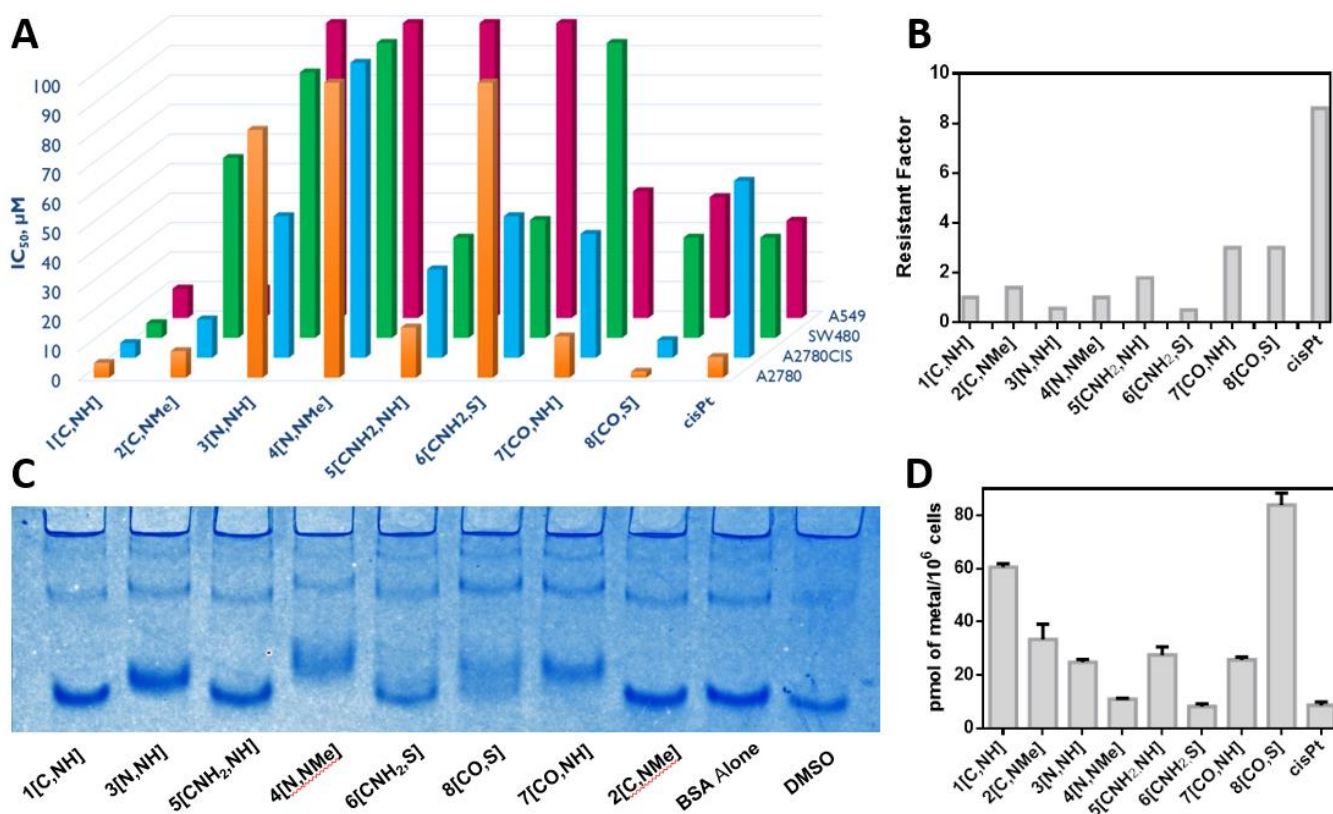 A
IC50, µM
100
90
80
70
60
50
40
30
20
10
0
A549
SW480
A2780CIS
A2780
1[C,NH]
2[C,NMe]
3[N,NH]
4[N,NMe]
5[CNH2,NH]
6[CNH2,S]
7[CO,NH]
8[CO,S]
cisPt
B
Resistant Factor
10
8
6
4
2
0
1[C,NH]
2[C,NMe]
3[N,NH]
4[N,NMe]
5[CNH₂,NH]
6[CNH₂,S]
7[CO,NH]
8[CO,S]
cisPt
C
1[C,NH]
3[N,NH]
5[CNH₂,NH]
4[N,NMe]
6[CNH₂,S]
8[CO,S]
7[CO,NH]
2[C,NMe]
BSA Alone
DMSO
D
pmol of metal/10⁶ cells
80
60
40
20
0
1[C,NH]
2[C,NMe]
3[N,NH]
4[N,NMe]
5[CNH₂,NH]
6[CNH₂,S]
7[CO,NH]
8[CO,S]
cisPt